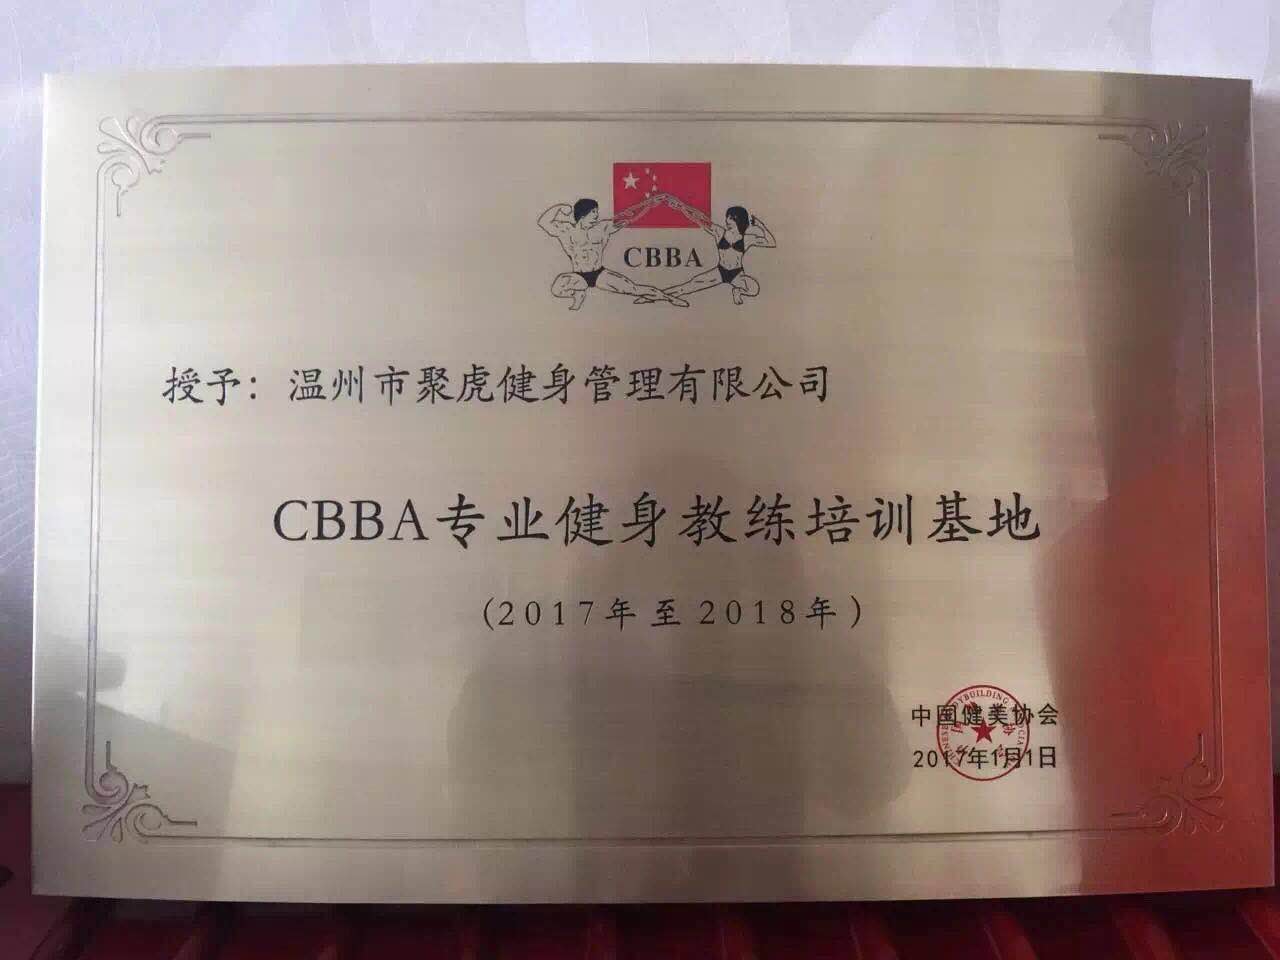 CBBA
授予：温州市聚虎健身管理有限公司
CBBA专业健身教练培训基地
（2017年至2018年）
中国健美协会
2017年1月1日